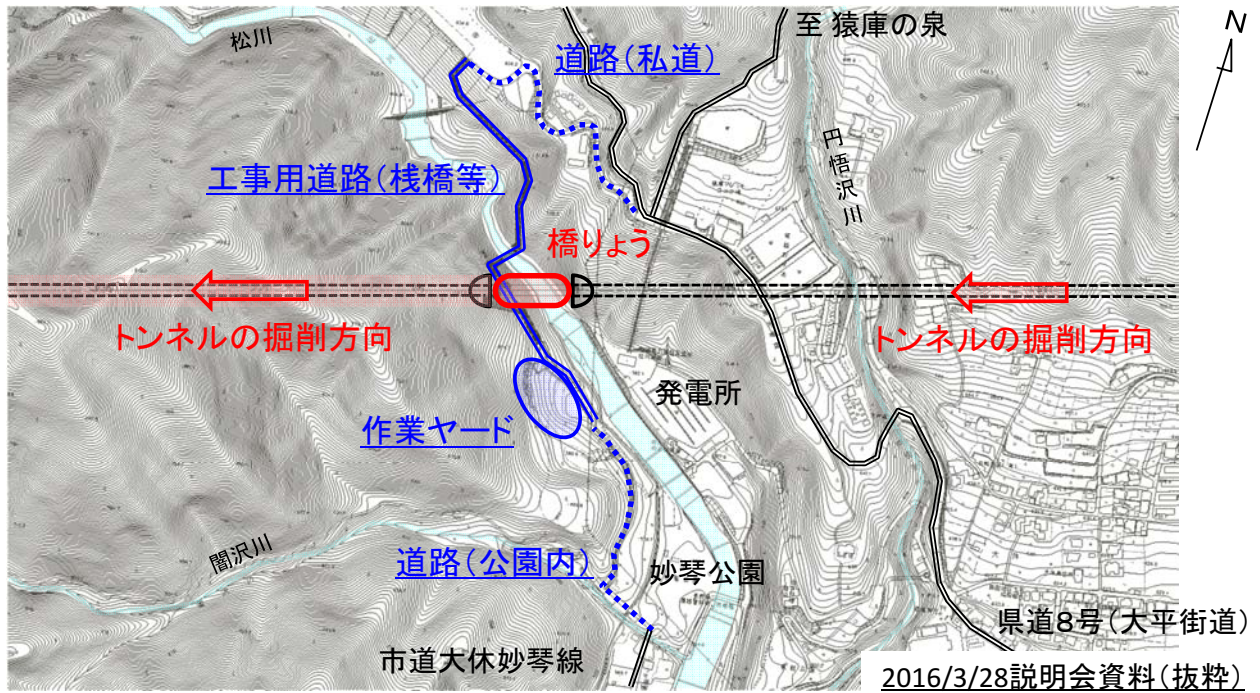 至 猿庫の泉
N
松川
道路(私道)
円悟沢川
工事用道路(桟橋等)
橋りょう
トンネルの掘削方向
トンネルの掘削方向
発電所
作業ヤード
闇沢川
道路(公園内)
妙琴公園
県道8号(大平街道)
市道大休妙琴線
2016/3/28説明会資料(抜粋)